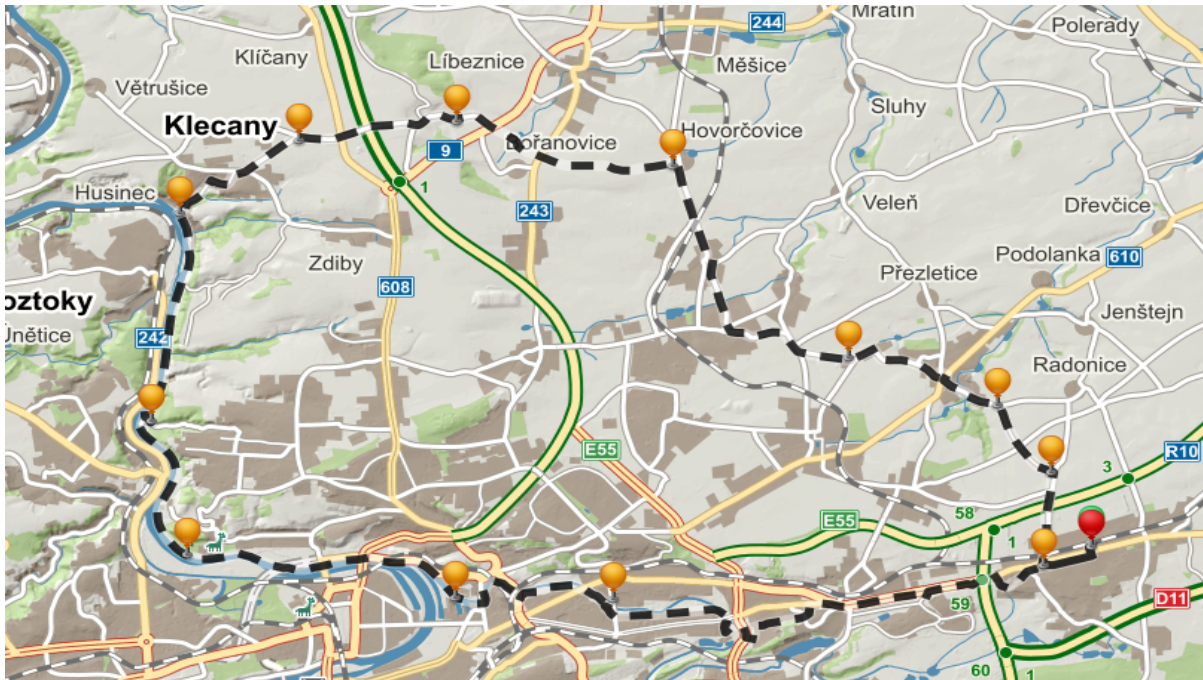 Mratín
244
Polerady
Klíčany
Líbeznice
Měšice
Větrušice
Sluhy
Klecany
Hovorčovice
9
Bořanovice
1
Husinec
243
Veleň
Dřevčice
Zdiby
Podolanka
610
Přezletice
608
oztoky
Únětice
242
Jenštejn
Radonice
E55
R10
3
58
E55
1
59
D11
60
1